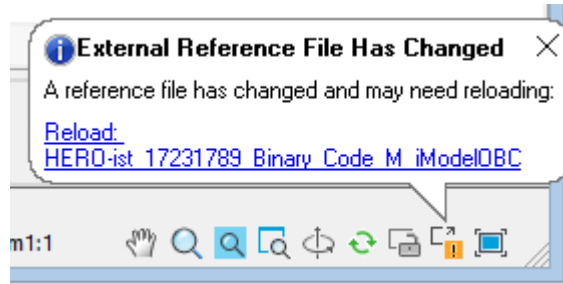 External Reference File Has Changed
A reference file has changed and may need reloading:
Reload:
HERO-ist_17231789_Binary_Code_M_iModelOBC
m1:1